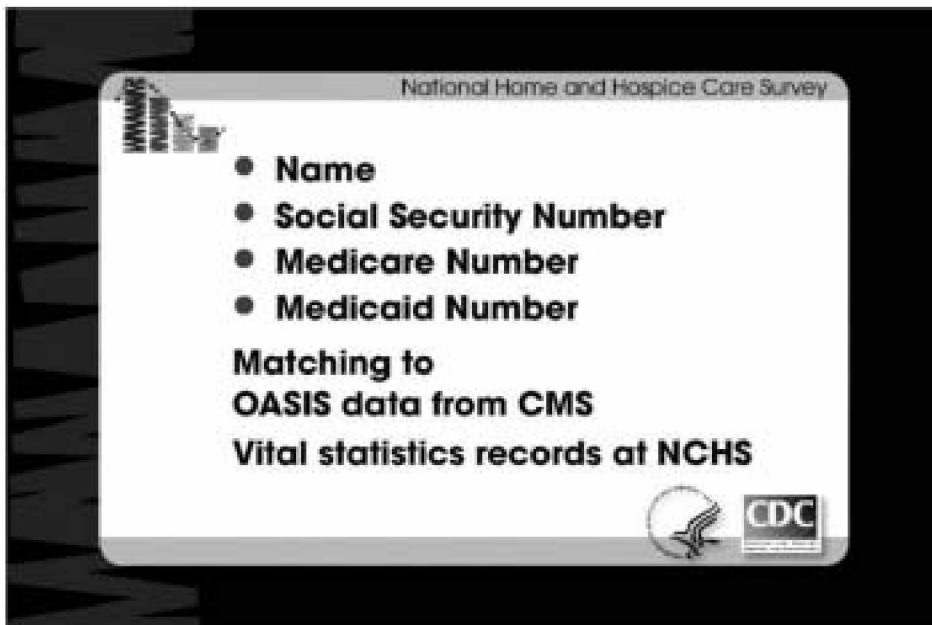 National Home and Hospice Care Survey
• Name
• Social Security Number
• Medicare Number
• Medicaid Number
Matching to
OASIS data from CMS
Vital statistics records at NCHS
CDC